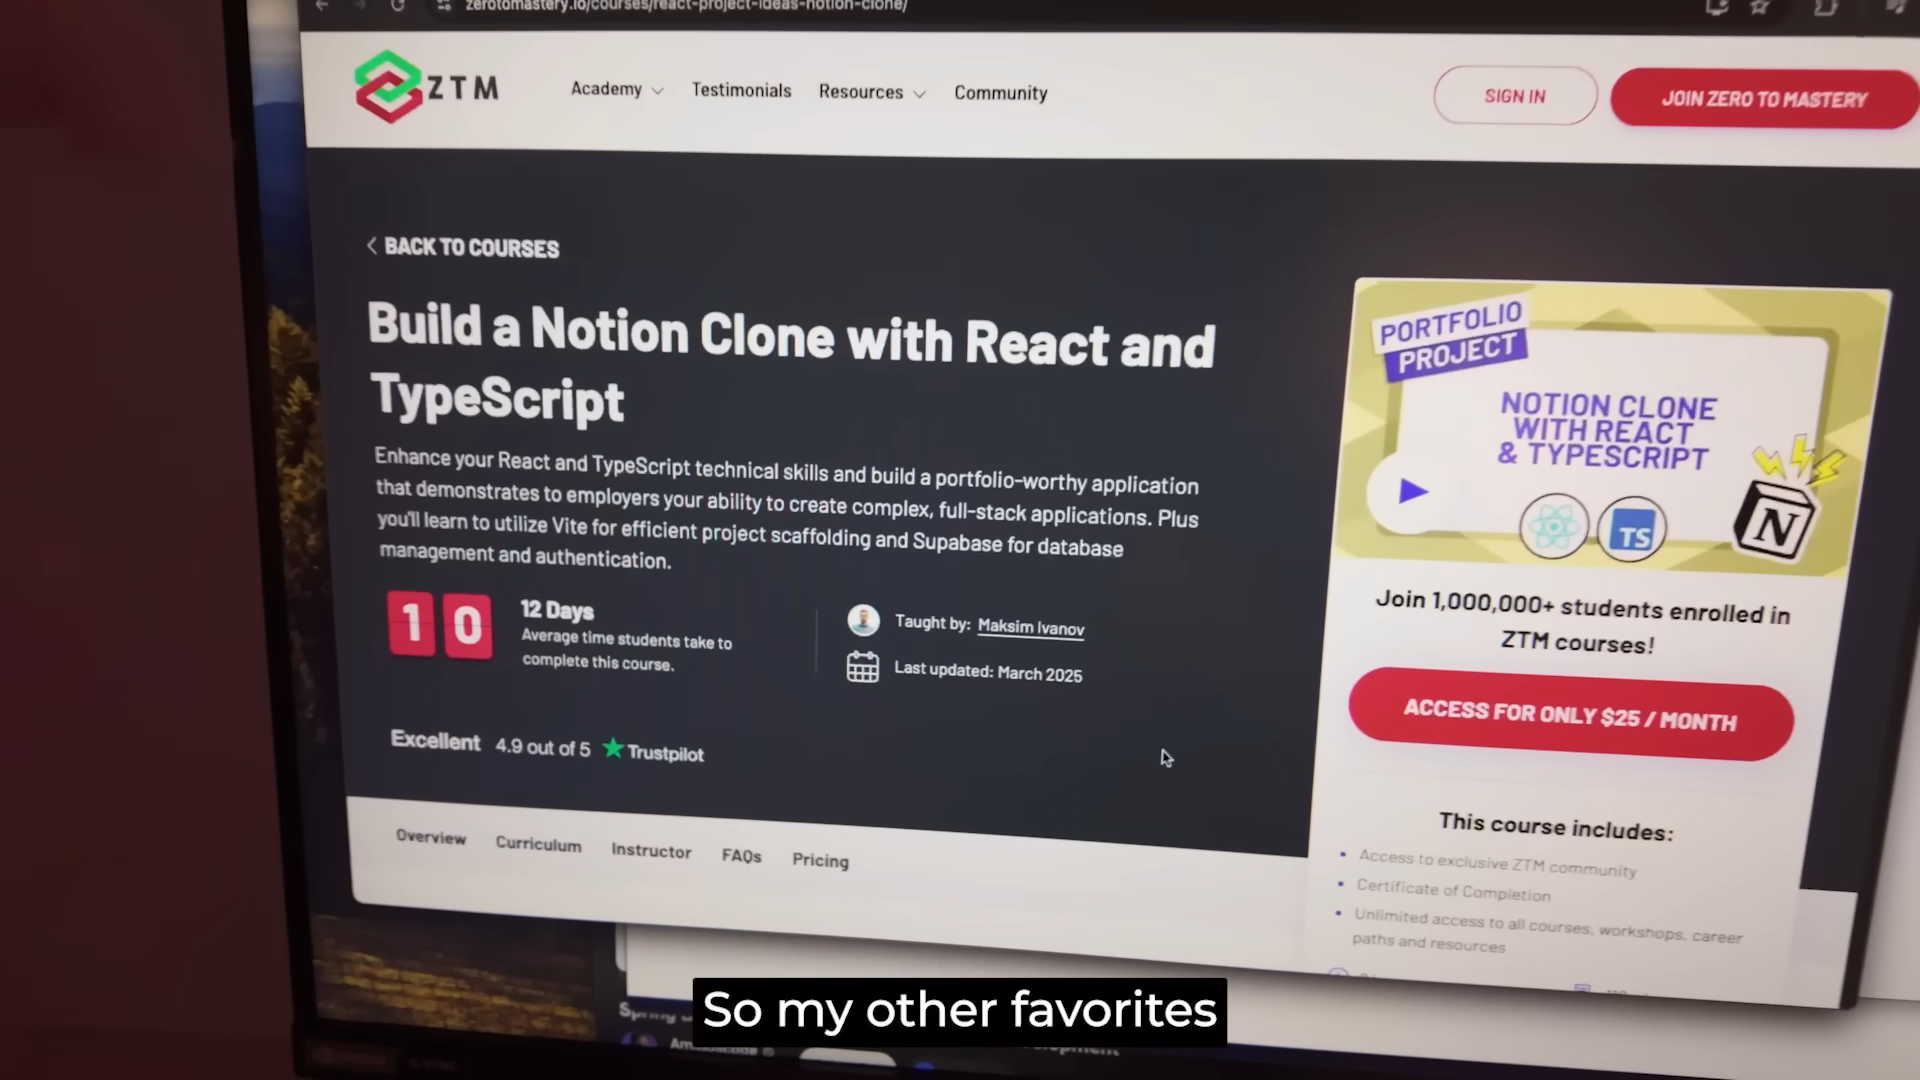 zerotomastery.io/courses/react-project-ideas-notion-clone/
ZTM
Academy
Testimonials
Resources
Community
SIGN IN
JOIN ZERO TO MASTERY
BACK TO COURSES
Build a Notion Clone with React and
TypeScript
Enhance your React and TypeScript technical skills and build a portfolio-worthy application
that demonstrates to employers your ability to create complex, full-stack applications. Plus
you'll learn to utilize Vite for efficient project scaffolding and Supabase for database
management and authentication.
10
12 Days
Average time students take to
complete this course.
Taught by: Maksim Ivanov
Last updated: March 2025
Excellent 4.9 out of 5 Trustpilot
PORTFOLIO
PROJECT
NOTION CLONE
WITH REACT
& TYPESCRIPT
TS
N
Join 1,000,000+ students enrolled in
ZTM courses!
ACCESS FOR ONLY $25 / MONTH
This course includes:
Access to exclusive ZTM community
Certificate of Completion
Unlimited access to all courses, workshops, career
paths and resources
Overview
Curriculum
Instructor
FAQs
Pricing
So my other favorites